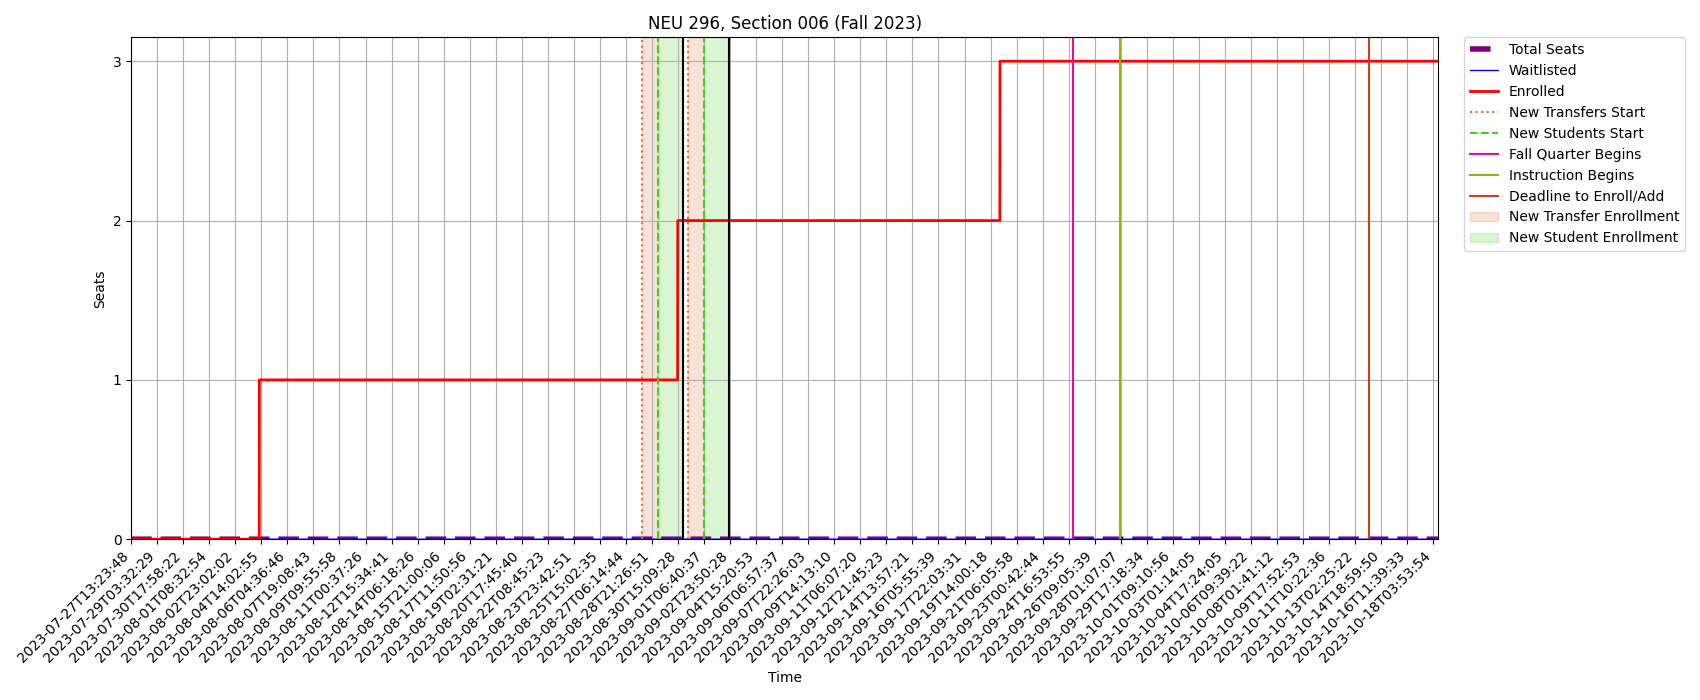 NEU 296, Section 006 (Fall 2023)
Seats
3
2
1
0
Total Seats
Waitlisted
Enrolled
New Transfers Start
New Students Start
Fall Quarter Begins
Instruction Begins
Deadline to Enroll/Add
New Transfer Enrollment
New Student Enrollment
2023-07-27T13:23:48
2023-07-29T03:32:29
2023-07-30T17:58:22
2023-08-01T08:32:54
2023-08-02T23:02:02
2023-08-04T14:02:55
2023-08-06T04:36:46
2023-08-07T19:08:43
2023-08-09T09:55:58
2023-08-11T00:37:26
2023-08-12T15:34:41
2023-08-14T06:18:26
2023-08-15T21:00:06
2023-08-17T11:50:56
2023-08-19T02:31:21
2023-08-20T17:45:40
2023-08-22T08:45:23
2023-08-23T23:42:51
2023-08-25T15:02:35
2023-08-27T06:14:44
2023-08-28T21:26:51
2023-08-30T15:09:28
2023-09-01T06:40:37
2023-09-02T23:50:28
2023-09-04T15:20:53
2023-09-06T06:57:37
2023-09-07T22:26:03
2023-09-09T14:13:10
2023-09-11T06:07:20
2023-09-12T21:45:23
2023-09-14T13:57:21
2023-09-16T05:55:39
2023-09-17T22:03:31
2023-09-19T14:00:18
2023-09-21T06:05:58
2023-09-23T00:42:44
2023-09-24T16:53:55
2023-09-26T09:05:39
2023-09-28T01:07:07
2023-09-29T17:18:34
2023-10-01T09:10:56
2023-10-03T01:14:05
2023-10-04T17:24:05
2023-10-06T09:39:22
2023-10-08T01:41:12
2023-10-09T17:52:53
2023-10-11T10:22:36
2023-10-13T02:25:22
2023-10-14T18:59:50
2023-10-16T11:39:33
2023-10-18T03:53:54
Time